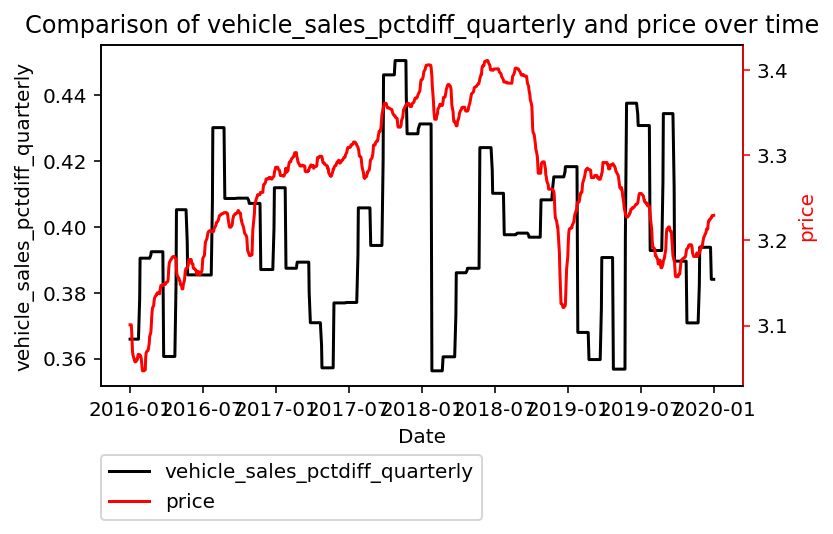 Comparison of vehicle_sales_pctdiff_quarterly and price over time
vehicle_sales_pctdiff_quarterly
0.44
0.42
0.40
0.38
0.36
3.4
3.3
3.2
3.1
price
2016-01 2016-07 2017-01 2017-07 2018-01 2018-07 2019-01 2019-07 2020-01
Date
vehicle_sales_pctdiff_quarterly
price